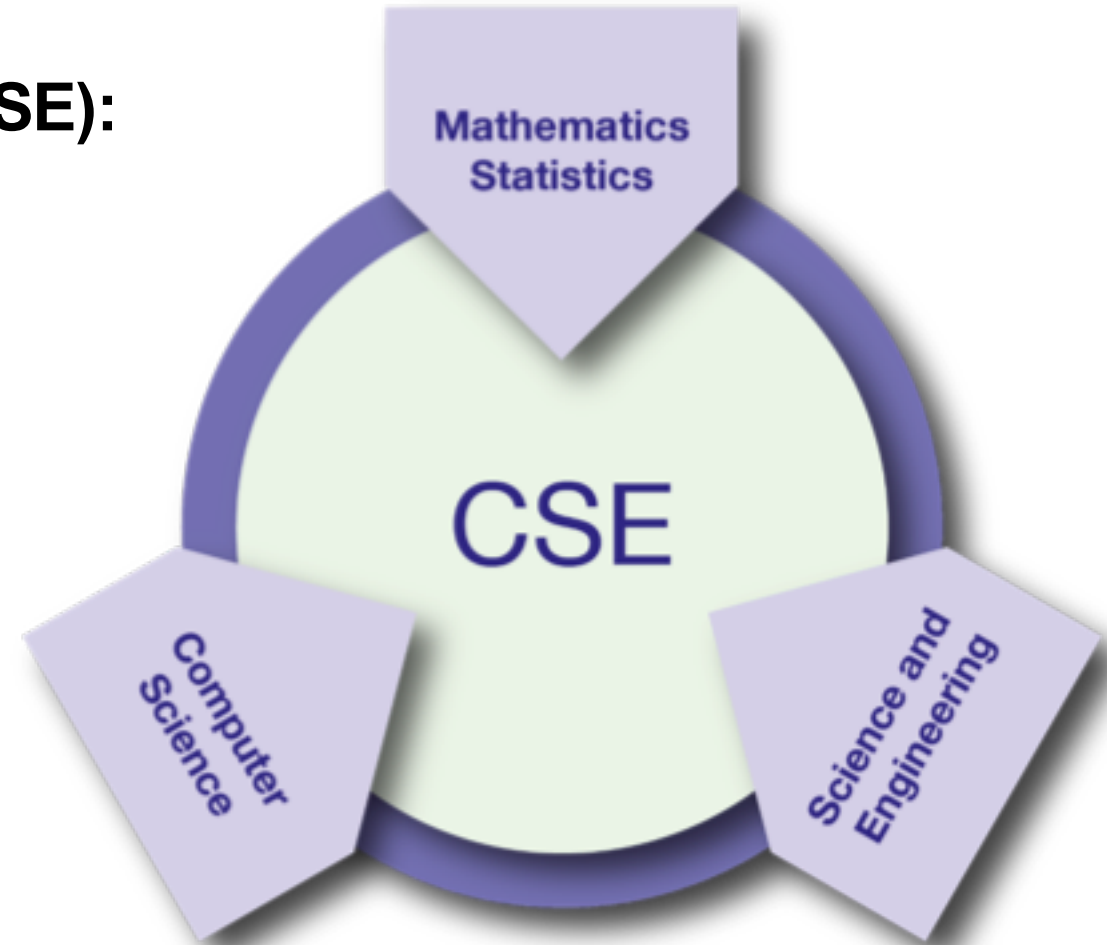 SE):
Mathematics
Statistics
CSE
Computer
Science
Science and
Engineering